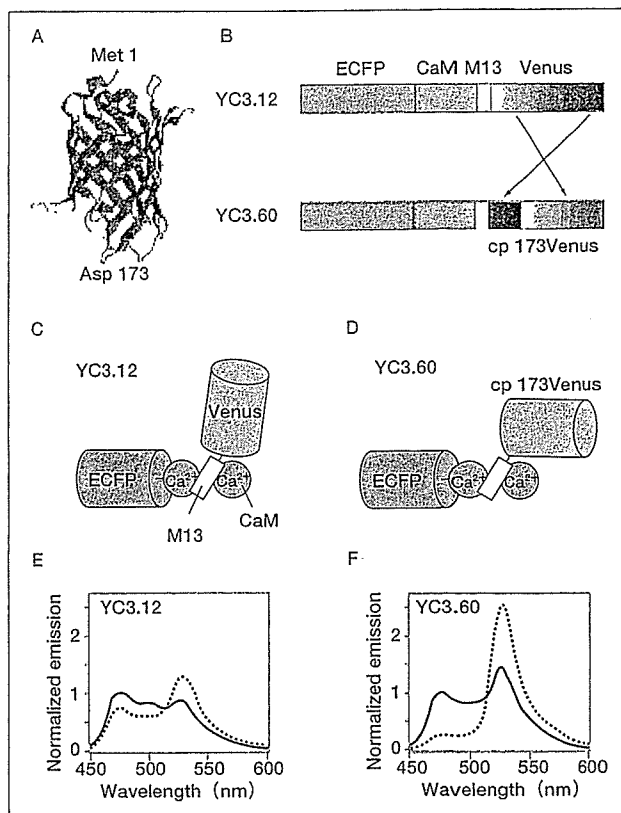 A
Met 1
Asp 173
B
ECFP CaM M13 Venus
YC3.12
YC3.60
cp 173Venus
C
YC3.12
Venus
ECFP Ca²⁺ Ca²⁺
CaM
M13
D
YC3.60
cp 173Venus
ECFP Ca²⁺ Ca²⁺
E
YC3.12
Normalized emission
2
1
0
450 500 550 600
Wavelength (nm)
F
YC3.60
Normalized emission
2
1
0
450 500 550 600
Wavelength (nm)